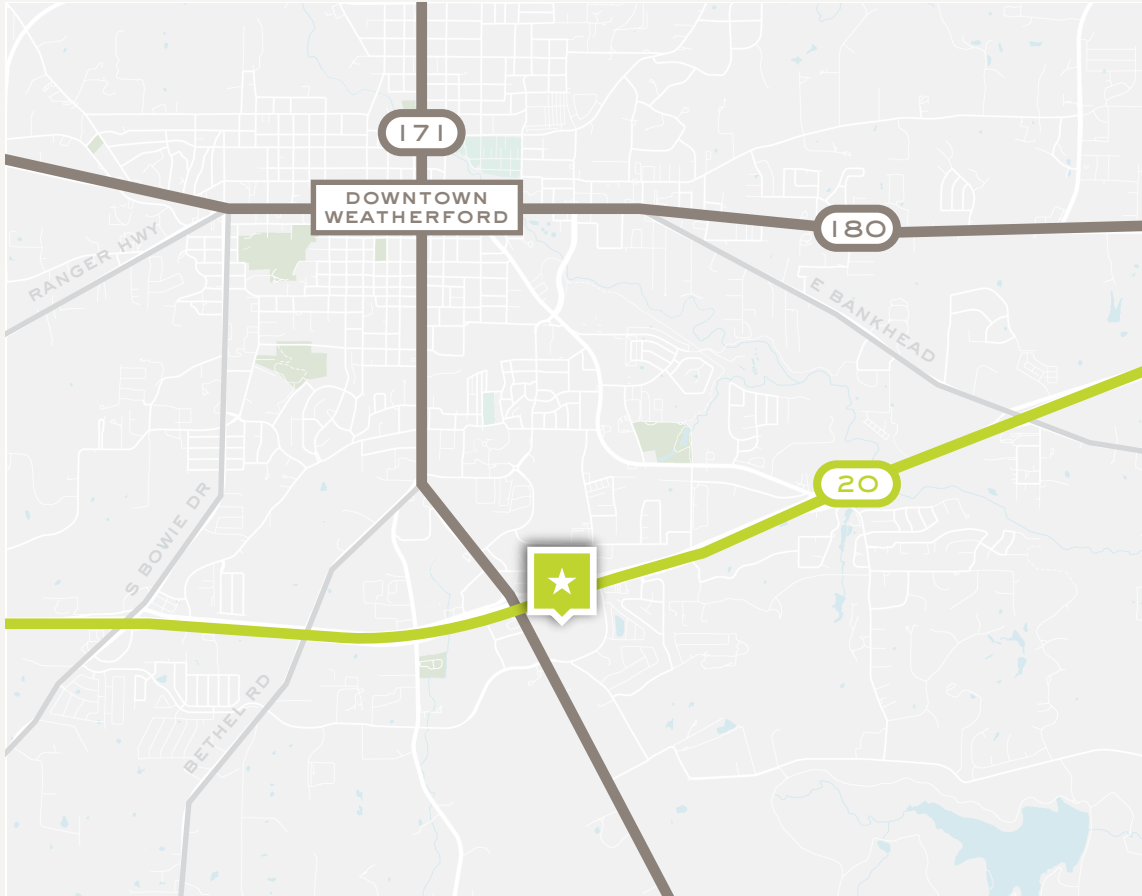 171
DOWNTOWN
WEATHERFORD
180
RANGER HWY
E BANKHEAD
20
S BOWIE DR
BETHEL RD